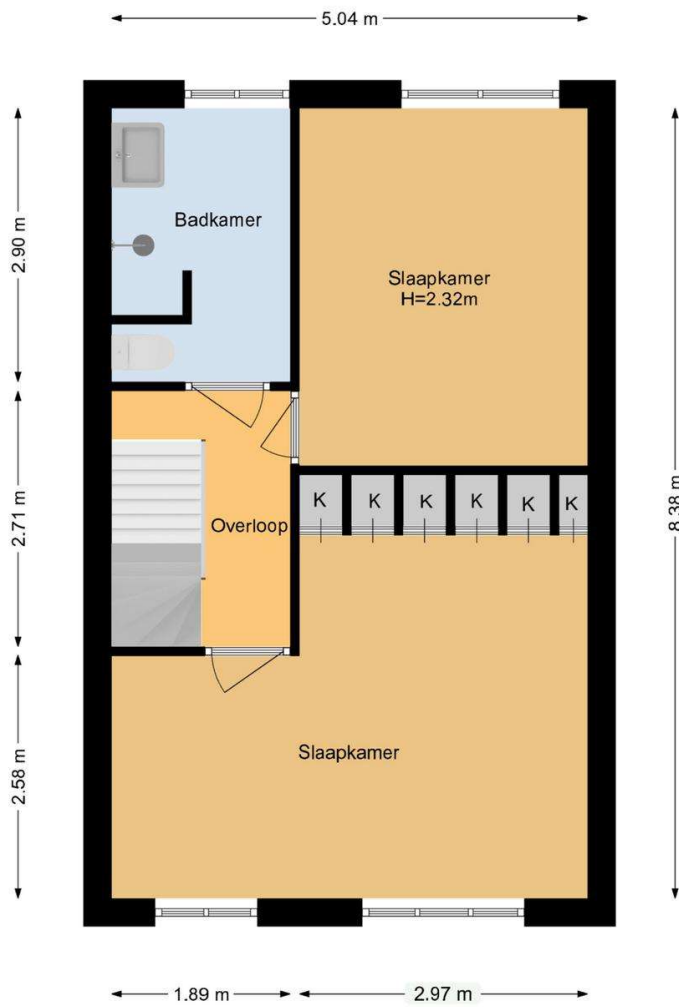 5.04 m
2.90 m
Badkamer
Slaapkamer
H=2.32m
8.38 m
2.71 m
K K K K K K
Overloop
2.58 m
Slaapkamer
1.89 m
2.97 m